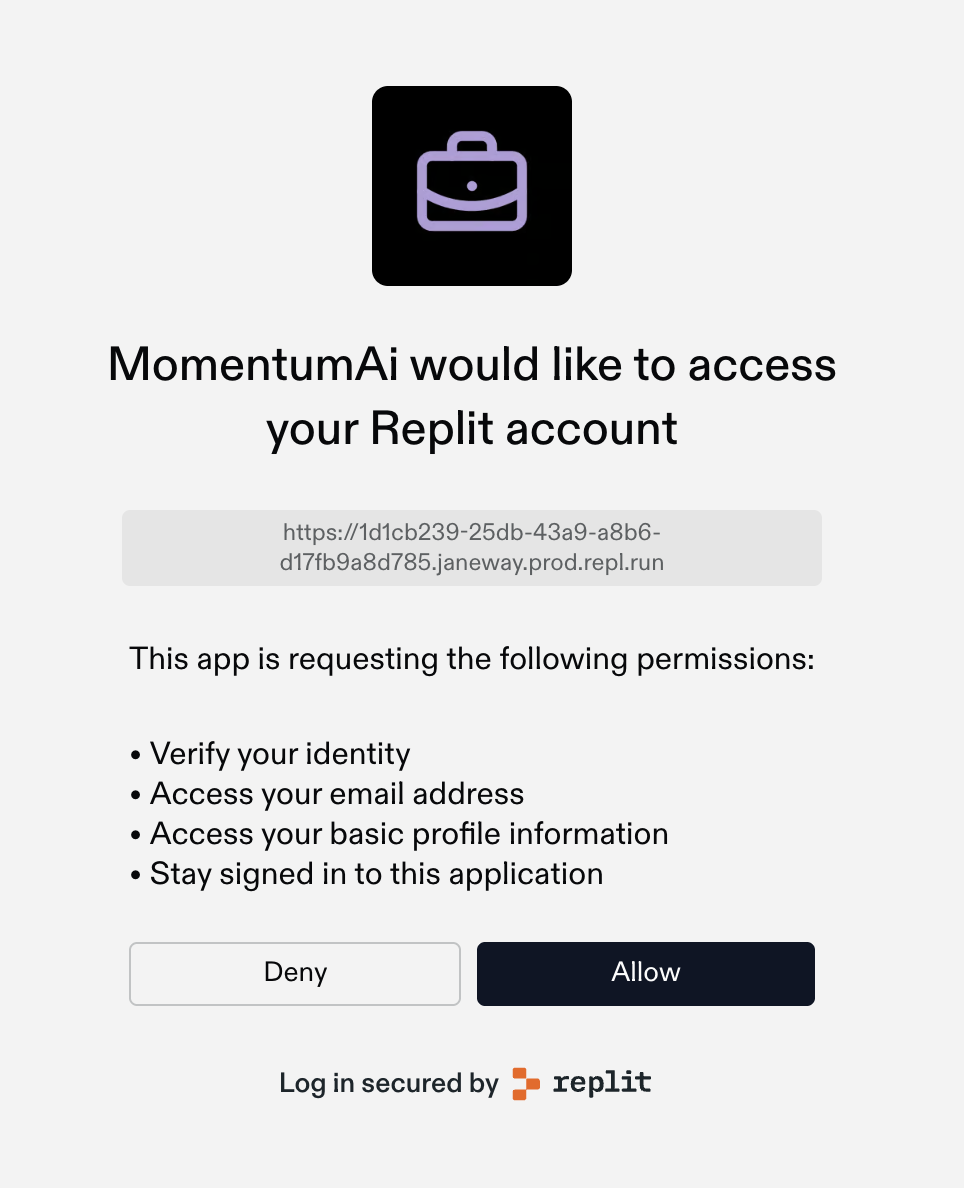 MomentumAi would like to access
your Replit account
https://1d1cb239-25db-43a9-a8b6-
d17fb9a8d785.janeway.prod.repl.run
This app is requesting the following permissions:
• Verify your identity
• Access your email address
• Access your basic profile information
• Stay signed in to this application
Deny
Allow
Log in secured by replit